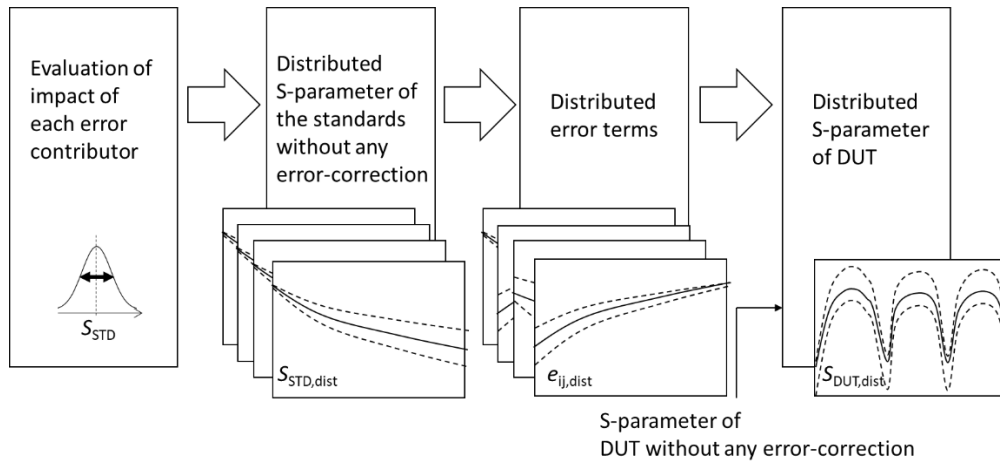 Evaluation of
impact of
each error
contributor
S_STD
Distributed
S-parameter of
the standards
without any
error-correction
S_STD,dist
Distributed
error terms
e_ij,dist
Distributed
S-parameter
of DUT
S_DUT,dist
S-parameter of
DUT without any error-correction